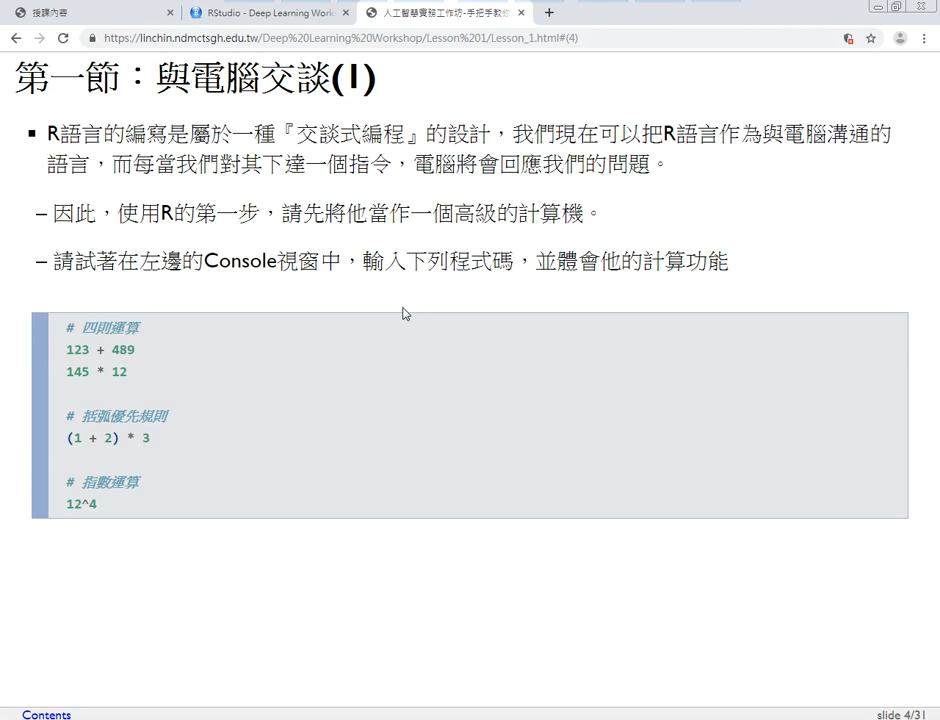 授課內容
RStudio - Deep Learning Work
人工智慧實務工作坊-手把手教你
https://linchin.ndmctsgh.edu.tw/Deep%20Learning%20Workshop/Lesson%201/Lesson_1.html#(4)
第一節：與電腦交談(1)
R語言的編寫是屬於一種『交談式編程』的設計，我們現在可以把R語言作為與電腦溝通的
語言，而每當我們對其下達一個指令，電腦將會回應我們的問題。
– 因此，使用R的第一步，請先將他當作一個高級的計算機。
– 請試著在左邊的Console視窗中，輸入下列程式碼，並體會他的計算功能
# 四則運算
123 + 489
145 * 12
# 括弧優先規則
(1 + 2) * 3
# 指數運算
12^4
Contents
slide 4/31